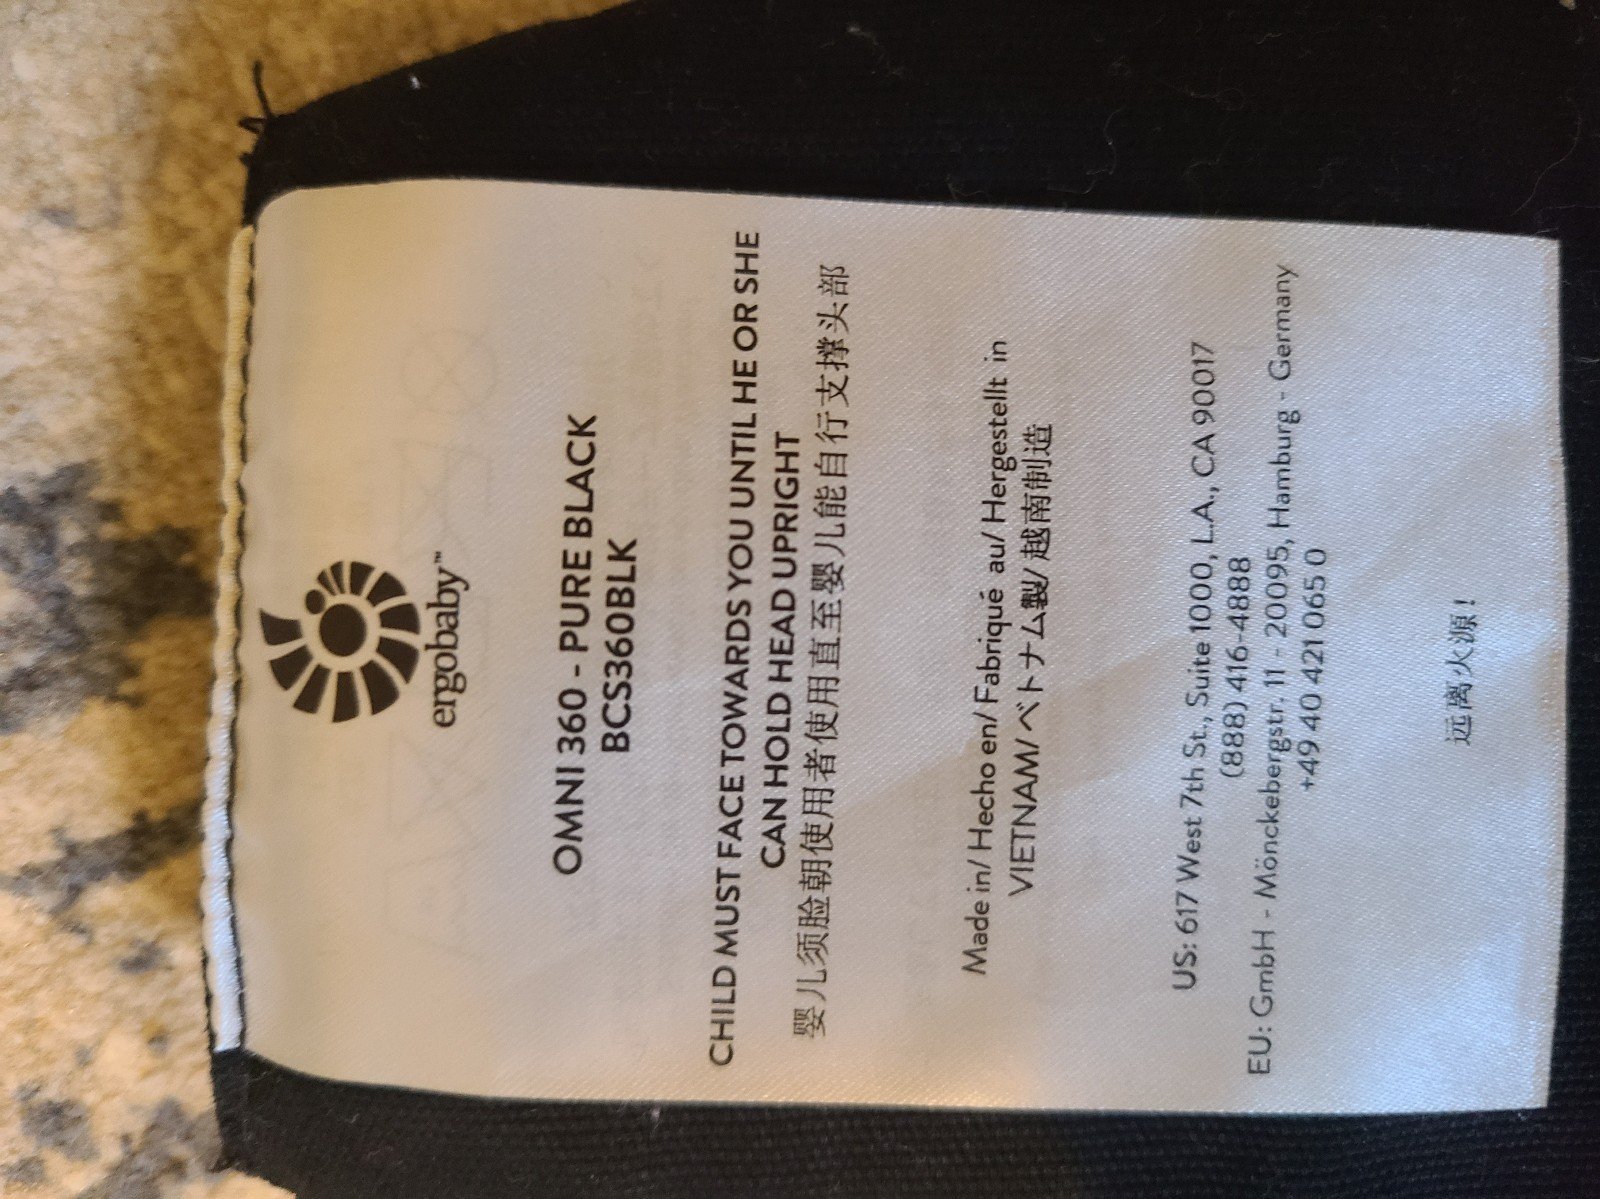 ergobaby™
OMNI 360 - PURE BLACK
BCS360BLK
CHILD MUST FACE TOWARDS YOU UNTIL HE OR SHE
CAN HOLD HEAD UPRIGHT
婴儿须脸朝使用者使用直至婴儿能自行支撑头部
Made in/ Hecho en/ Fabriqué au/ Hergestellt in
VIETNAM/ベトナム製/越南制造
US: 617 West 7th St., Suite 1000, L.A., CA 90017
(888) 416-4888
EU: GmbH - Mönckebergstr. 11 - 20095, Hamburg - Germany
+49 40 421 065 0
远离火源!